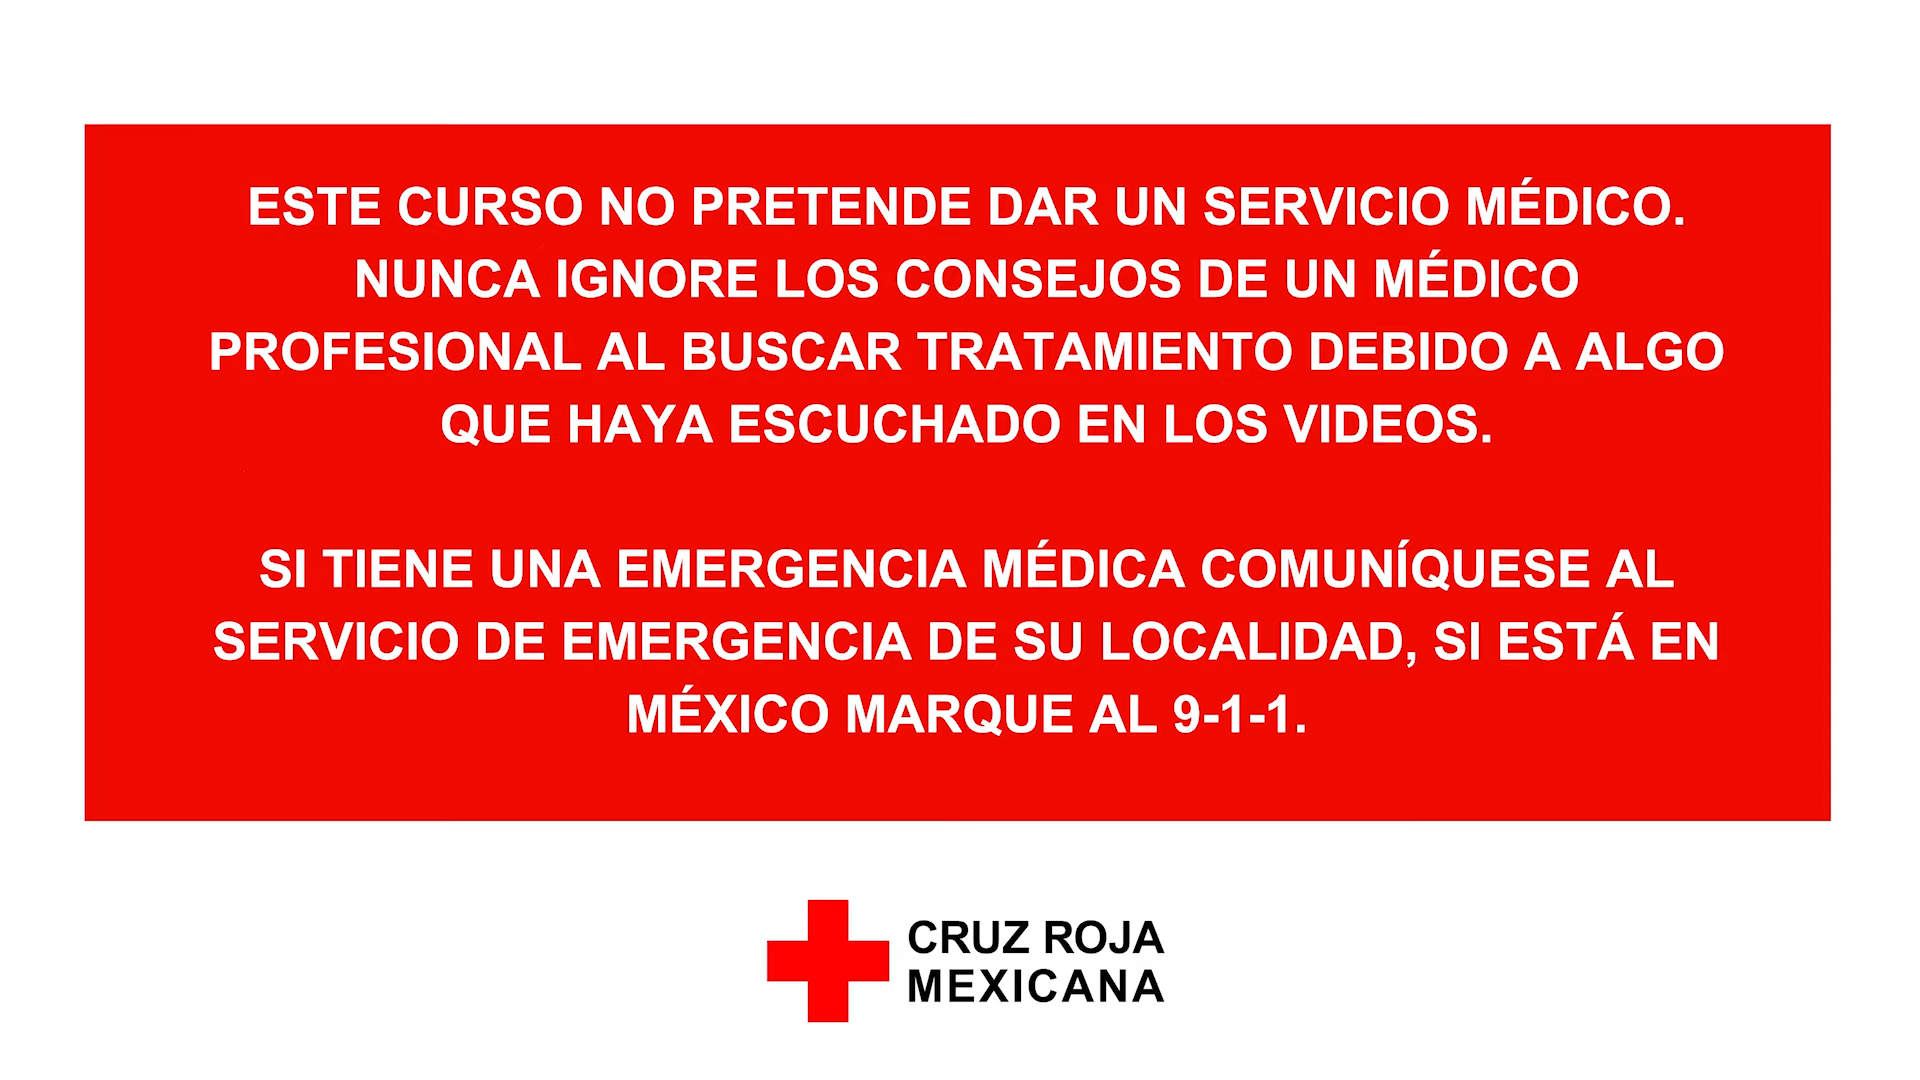 ESTE CURSO NO PRETENDE DAR UN SERVICIO MÉDICO.
NUNCA IGNORE LOS CONSEJOS DE UN MÉDICO
PROFESIONAL AL BUSCAR TRATAMIENTO DEBIDO A ALGO
QUE HAYA ESCUCHADO EN LOS VIDEOS.
SI TIENE UNA EMERGENCIA MÉDICA COMUNÍQUESE AL
SERVICIO DE EMERGENCIA DE SU LOCALIDAD, SI ESTÁ EN
MÉXICO MARQUE AL 9-1-1.
CRUZ ROJA
MEXICANA